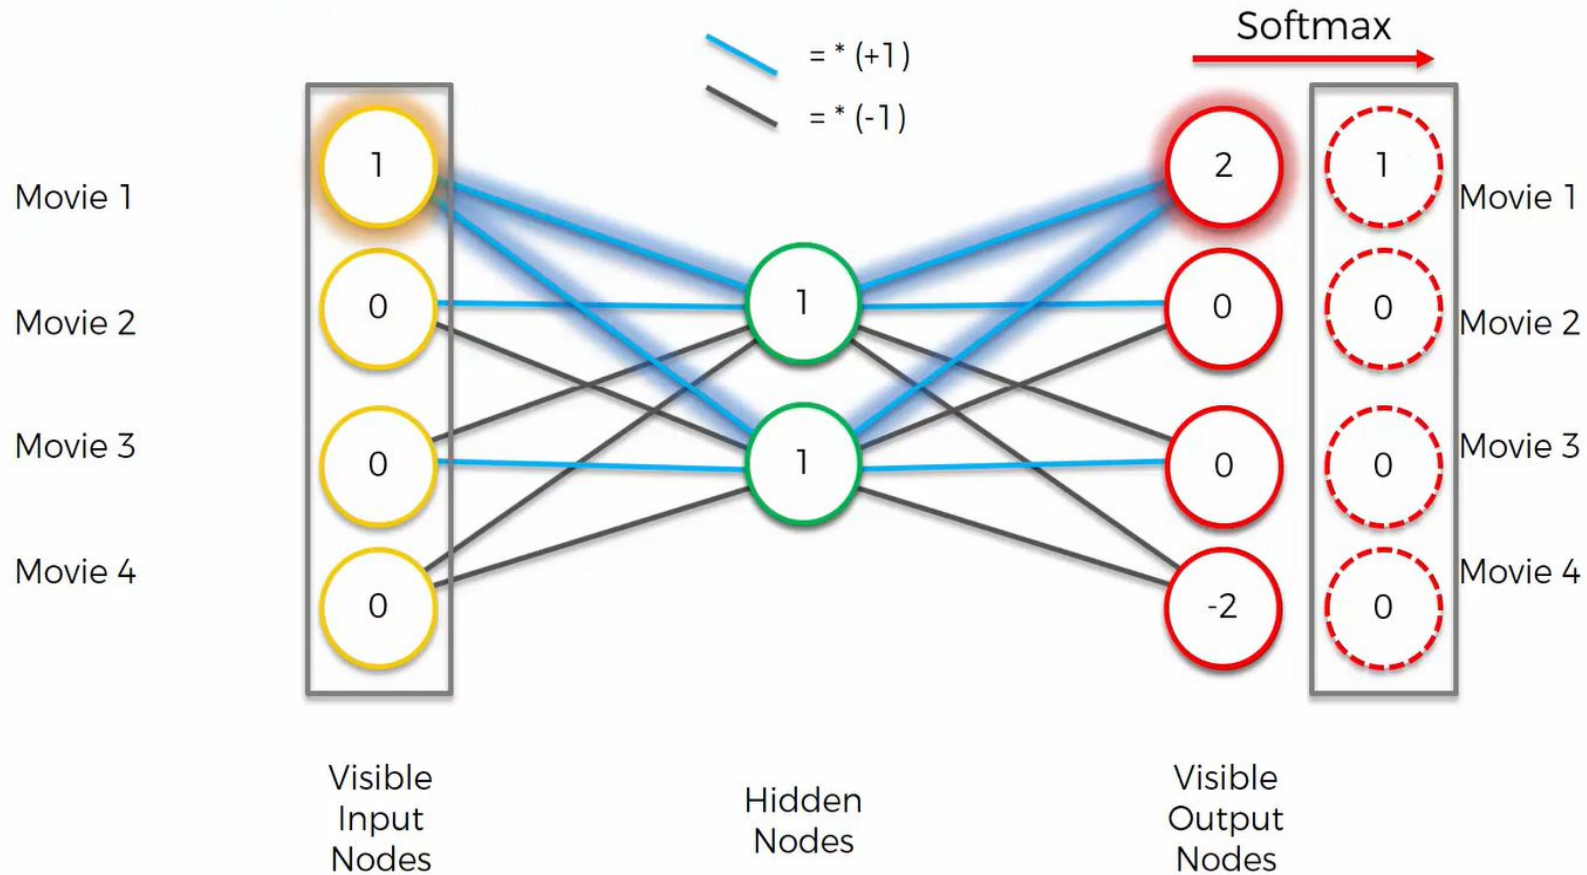 Softmax
= * (+1)
= * (-1)
1
2
1
Movie 1
Movie 1
0
1
0
0
Movie 2
Movie 2
Movie 3
Movie 3
0
1
0
0
Movie 4
Movie 4
0
-2
0
Visible
Input
Nodes
Hidden
Nodes
Visible
Output
Nodes